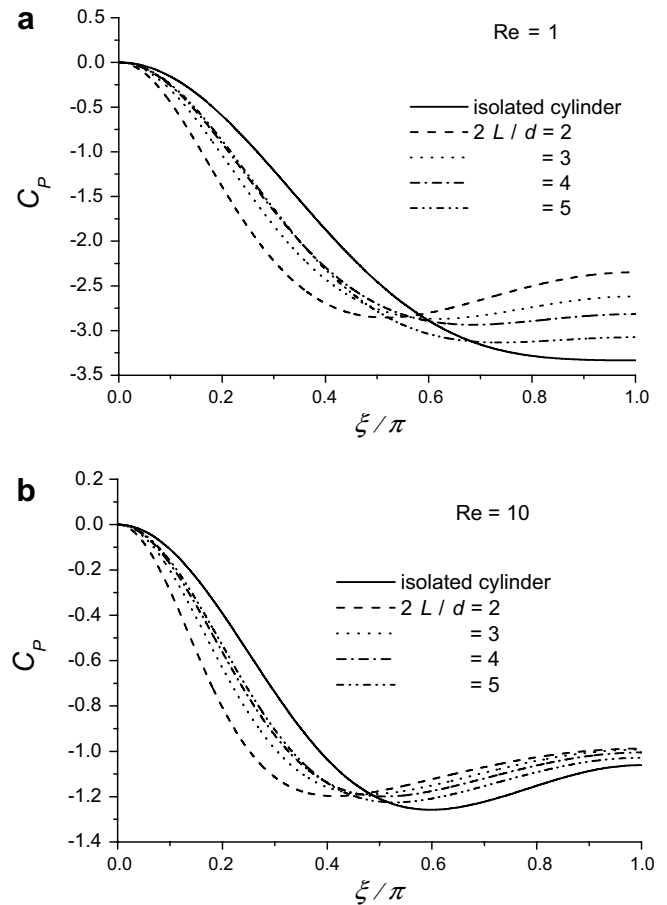 a
Re = 1
0.5
0.0
-0.5
-1.0
-1.5
-2.0
-2.5
-3.0
-3.5
C_P
isolated cylinder
2 L / d = 2
= 3
= 4
= 5
0.0 0.2 0.4 0.6 0.8 1.0
ξ / π
b
Re = 10
0.2
0.0
-0.2
-0.4
-0.6
-0.8
-1.0
-1.2
-1.4
C_P
isolated cylinder
2 L / d = 2
= 3
= 4
= 5
0.0 0.2 0.4 0.6 0.8 1.0
ξ / π